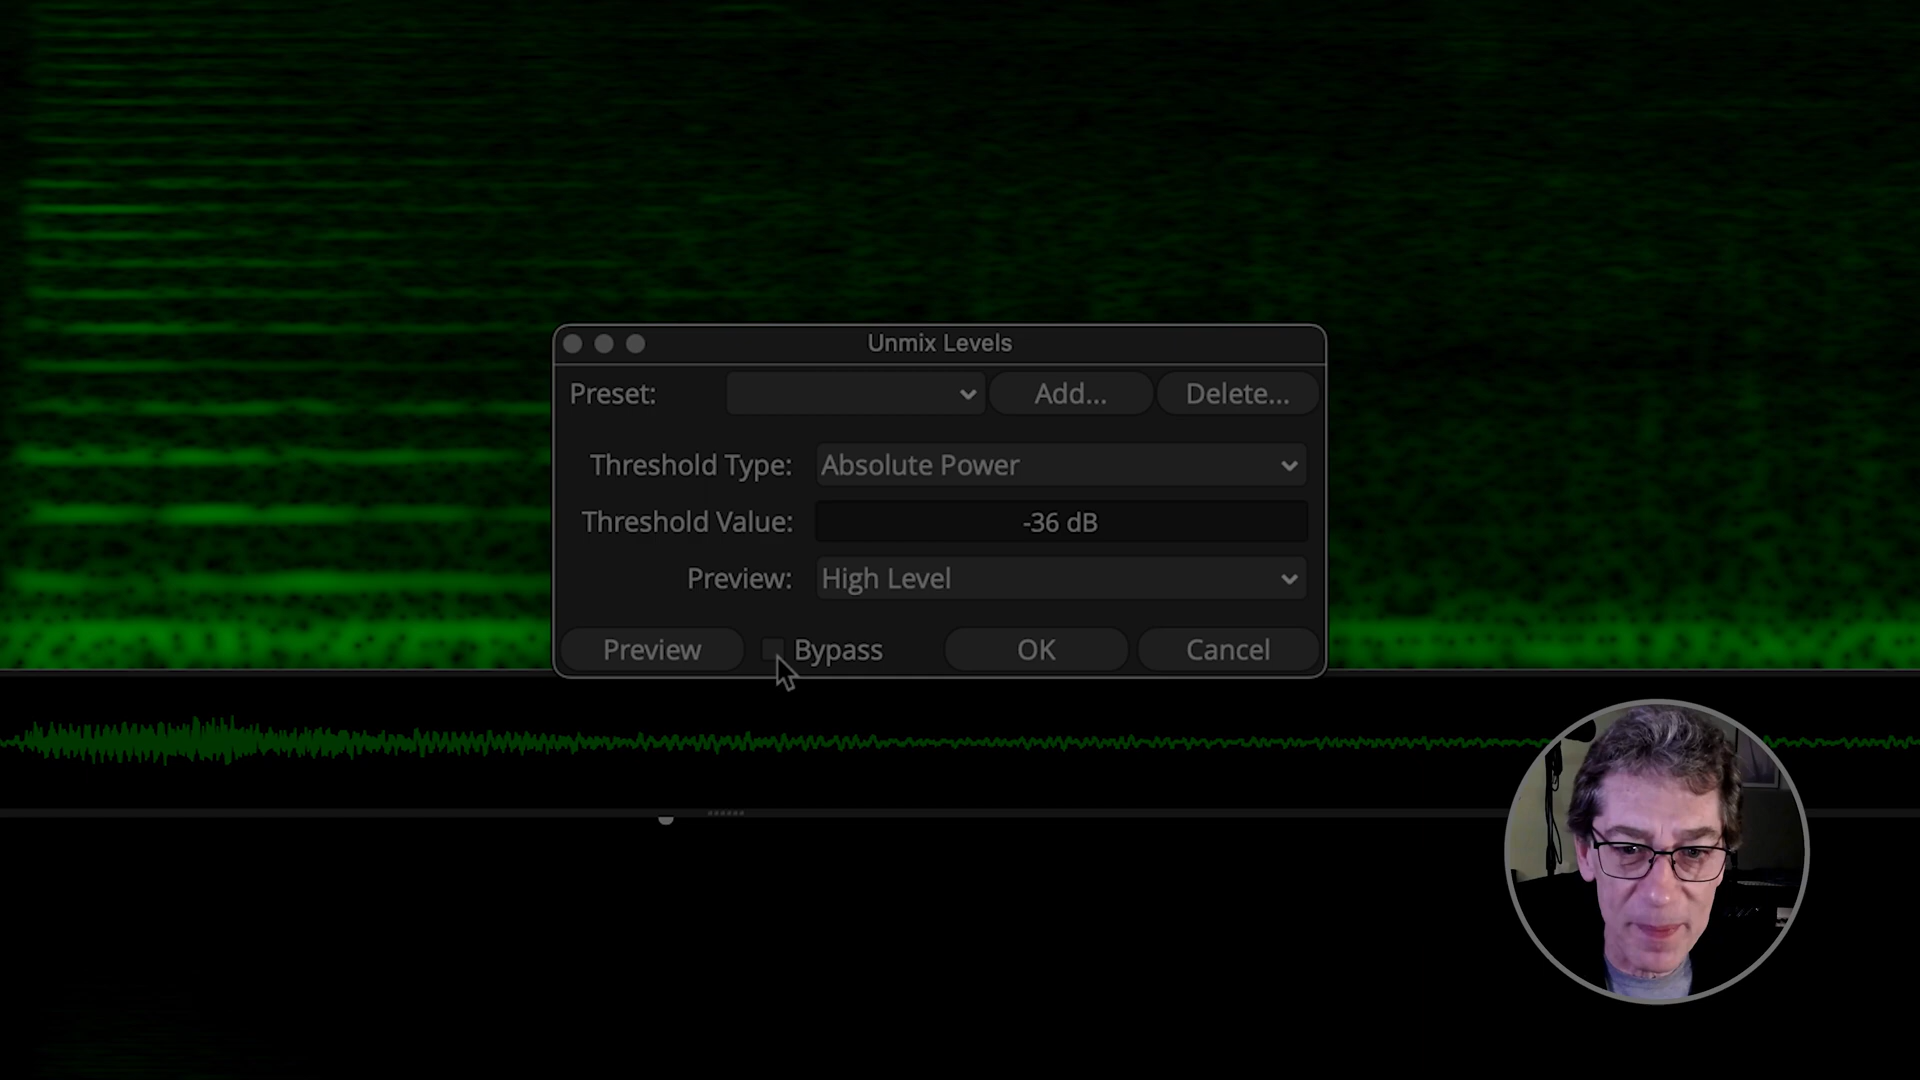 Unmix Levels
Preset: Add... Delete...
Threshold Type: Absolute Power
Threshold Value: -36 dB
Preview: High Level
Preview Bypass OK Cancel